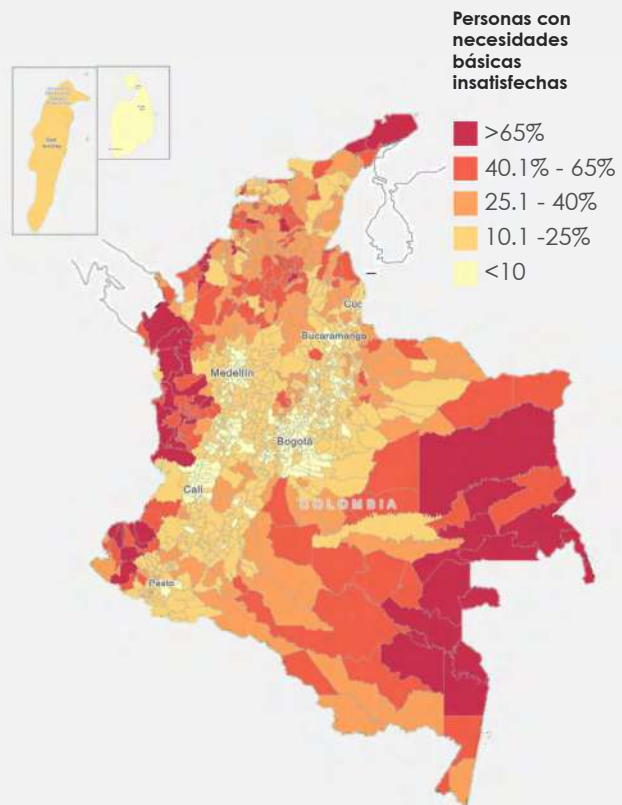 Personas con
necesidades
básicas
insatisfechas
>65%
40.1% - 65%
25.1 - 40%
10.1 -25%
<10
Cúc
Bucaramanga
Medellín
Bogotá
Cali
COLOMBIA
Pasto